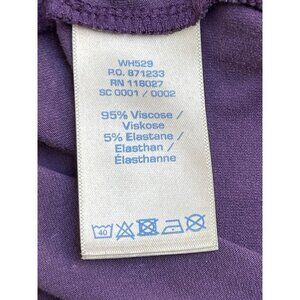 WH529
P.O. 871233
RN 118027
SC 0001 / 0002
95% Viscose /
Viskose
5% Elastane /
Elasthan /
Élasthanne
40